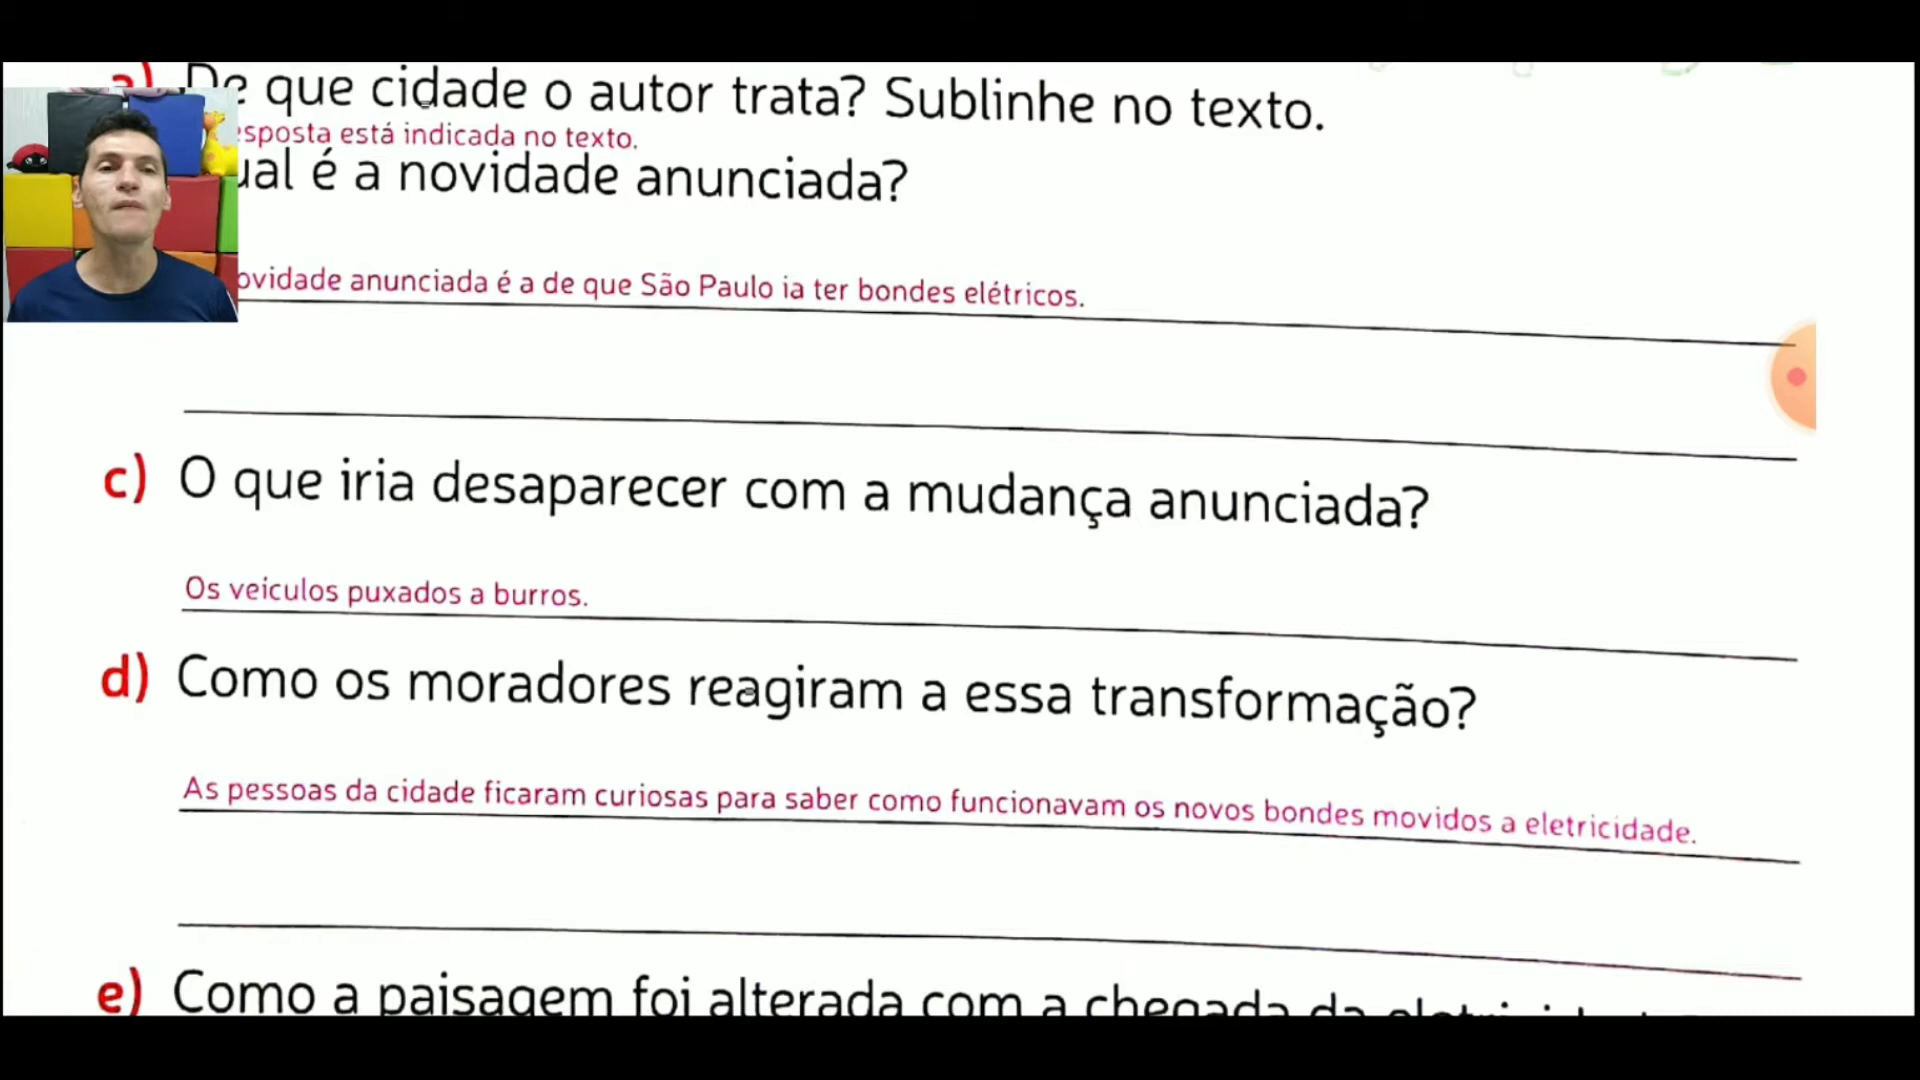 a) De que cidade o autor trata? Sublinhe no texto.
esposta está indicada no texto.
ual é a novidade anunciada?
ovidade anunciada é a de que São Paulo ia ter bondes elétricos.
c) O que iria desaparecer com a mudança anunciada?
Os veículos puxados a burros.
d) Como os moradores reagiram a essa transformação?
As pessoas da cidade ficaram curiosas para saber como funcionavam os novos bondes movidos a eletricidade.
e) Como a paisagem foi alterada com a chegada da